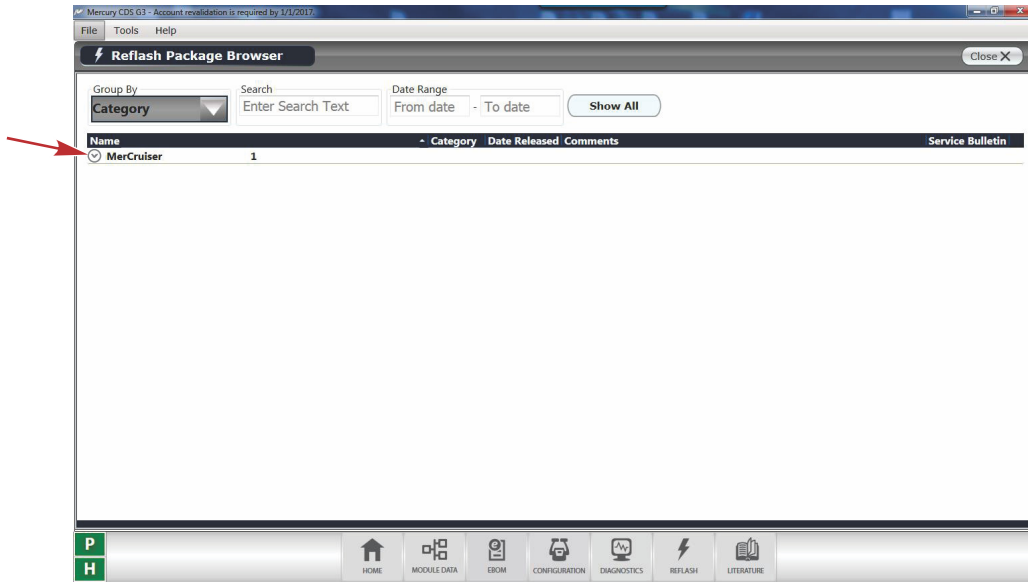 Mercury CDS G3 - Account revalidation is required by 1/1/2017.
File Tools Help
Reflash Package Browser Close X
Group By Search Date Range
Category Enter Search Text From date - To date Show All
Name Category Date Released Comments Service Bulletin
MerCruiser 1
P
H
HOME MODULE DATA EBOM CONFIGURATION DIAGNOSTICS REFLASH LITERATURE